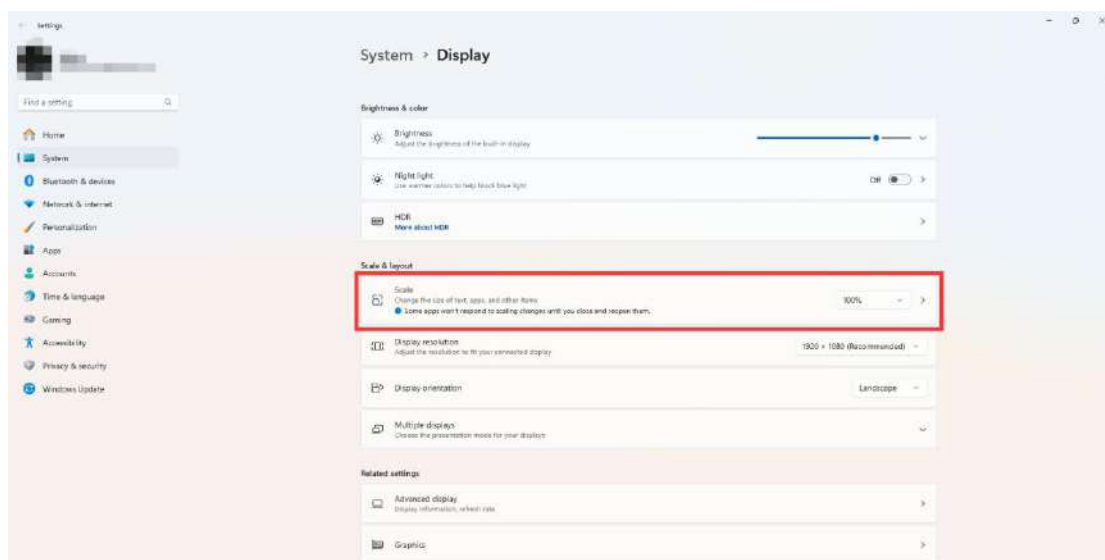 Settings
System > Display
Find a setting
Home
System
Bluetooth & devices
Network & internet
Personalization
Apps
Accounts
Time & language
Gaming
Accessibility
Privacy & security
Windows Update
Brightness & color
Brightness
Adjust the brightness of the built-in display
Night light
Use warmer colors to help block blue light
Off
HDR
More about HDR
Scale & layout
Scale
Change the size of text, apps, and other items
100%
Some apps won't respond to scaling changes until you close and reopen them.
Display resolution
Adjust the resolution to fit your connected display
1920 × 1080 (Recommended)
Display orientation
Landscape
Multiple displays
Choose the presentation mode for your displays
Related settings
Advanced display
Display information, refresh rate
Graphics